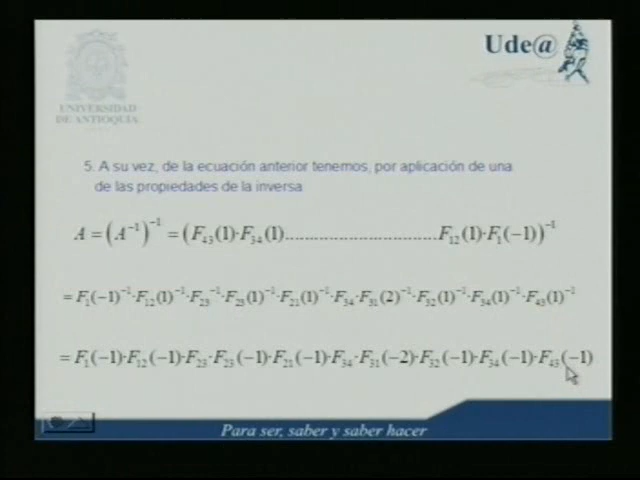 Ude@
UNIVERSIDAD
DE ANTIOQUIA
5. A su vez, de la ecuación anterior tenemos, por aplicación de una
de las propiedades de la inversa
A = (A⁻¹)⁻¹ = (F₄₃(1)·F₃₄(1)................................F₁₂(1)·F₁(−1))⁻¹
= F₁(−1)⁻¹·F₁₂(1)⁻¹·F₂₃⁻¹·F₂₃(1)⁻¹·F₂₁(1)⁻¹·F₃₄⁻¹·F₃₁(2)⁻¹·F₃₂(1)⁻¹·F₃₄(1)⁻¹·F₄₃(1)⁻¹
= F₁(−1)·F₁₂(−1)·F₂₃·F₂₃(−1)·F₂₁(−1)·F₃₄·F₃₁(−2)·F₃₂(−1)·F₃₄(−1)·F₄₃(−1)
Para ser, saber y saber hacer